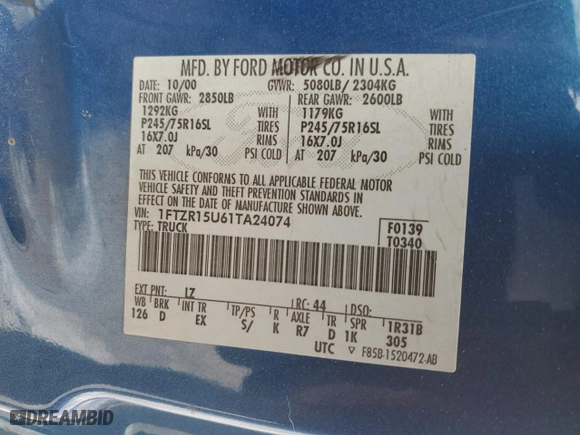 MFD. BY FORD MOTOR CO. IN U.S.A.
DATE: 10/00 GVWR: 5080LB/ 2304KG
FRONT GAWR: 2850LB REAR GAWR: 2600LB
1292KG WITH 1179KG WITH
P245/75R16SL TIRES P245/75R16SL TIRES
16X7.0J RIMS 16X7.0J RIMS
AT 207 kPa/30 PSI COLD AT 207 kPa/30 PSI COLD
THIS VEHICLE CONFORMS TO ALL APPLICABLE FEDERAL MOTOR
VEHICLE SAFETY AND THEFT PREVENTION STANDARDS IN
EFFECT ON THE DATE OF MANUFACTURE SHOWN ABOVE.
VIN: 1FTZR15U61TA24074 F0139
TYPE: TRUCK T0340
EXT PNT: LZ RC: 44 DSO:
WB BRK INT TR TP/PS R AXLE TR SPR 1R31B
126 D EX S/ K R7 D 1K 305
UTC ▽ F85B-1520472-AB
DREAMBID